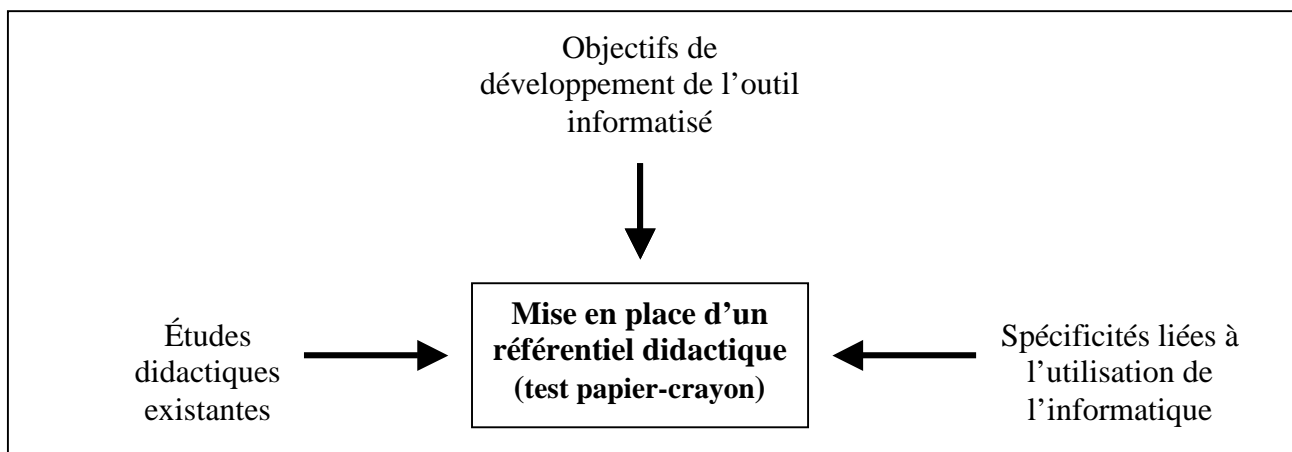 Objectifs de
développement de l’outil
informatisé
Études
didactiques
existantes
Mise en place d’un
référentiel didactique
(test papier-crayon)
Spécificités liées à
l’utilisation de
l’informatique